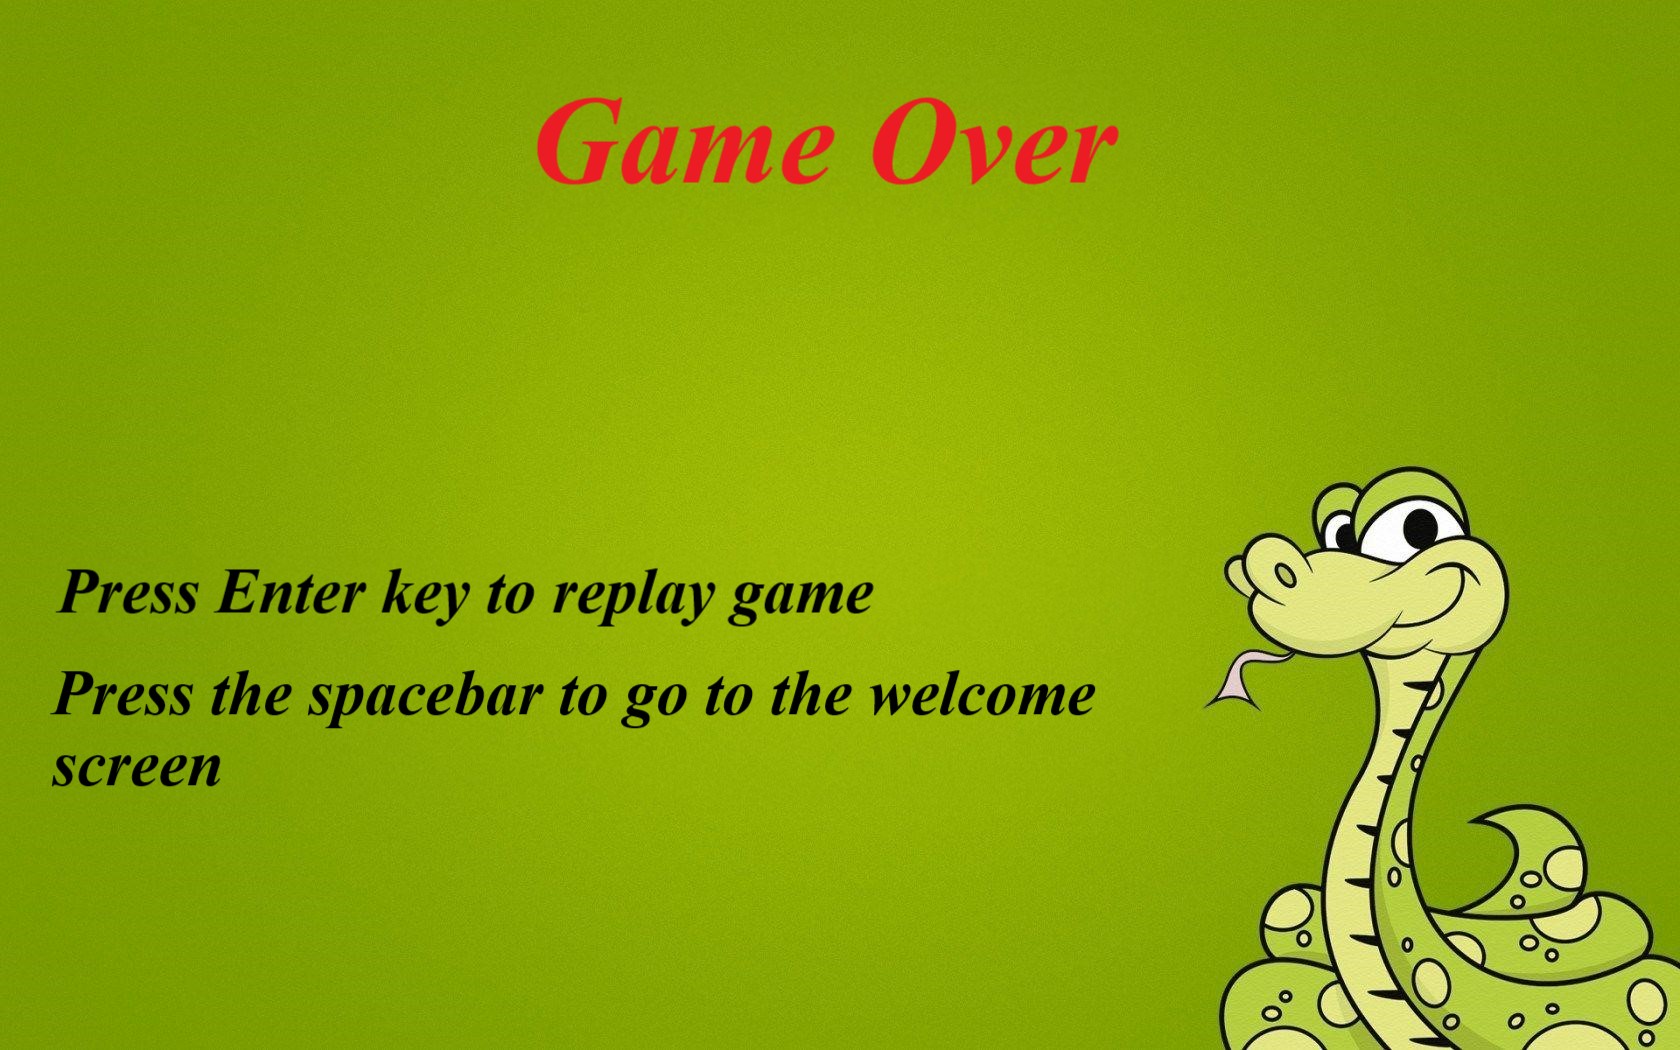 Game Over
Press Enter key to replay game
Press the spacebar to go to the welcome
screen